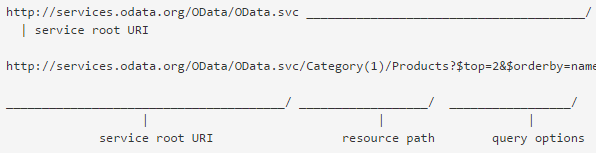 http://services.odata.org/OData/OData.svc _______________________________________/
| service root URI
http://services.odata.org/OData/OData.svc/Category(1)/Products?$top=2&$orderby=name
_______________________________________/ __________________/ _________________/
| | |
service root URI resource path query options